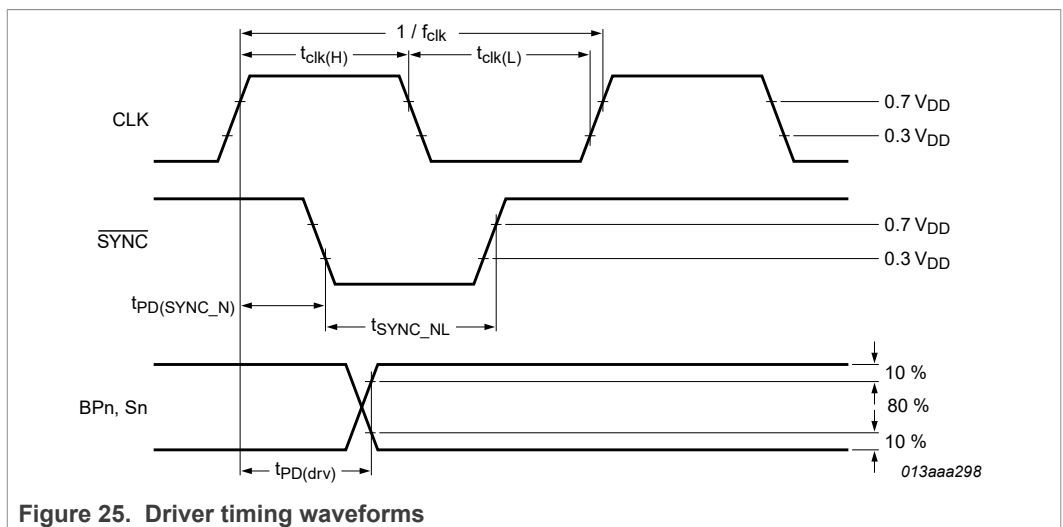 1 / fclk
tclk(H)
tclk(L)
CLK
0.7 VDD
0.3 VDD
SYNC
0.7 VDD
0.3 VDD
tPD(SYNC_N)
tSYNC_NL
BPn, Sn
10 %
80 %
10 %
tPD(drv)
013aaa298
Figure 25. Driver timing waveforms